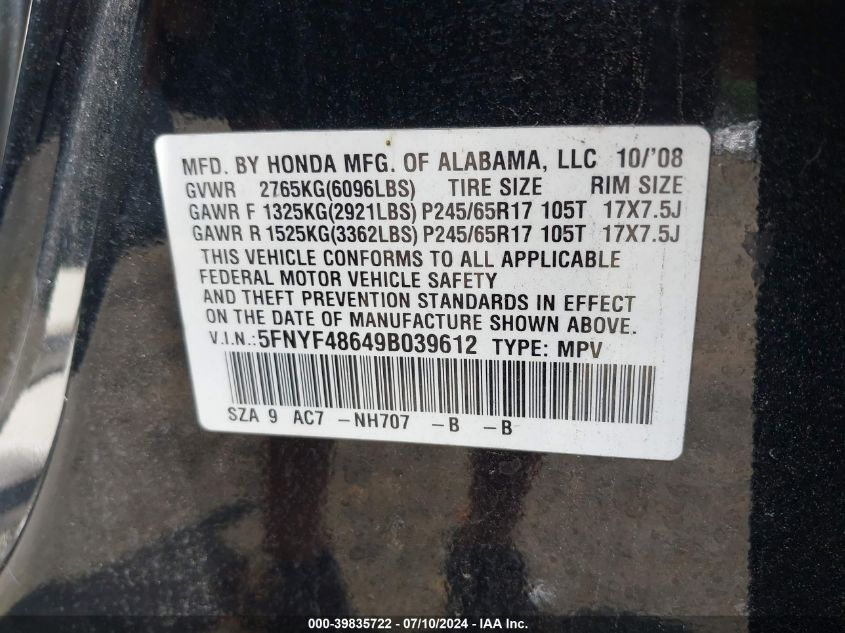 MFD. BY HONDA MFG. OF ALABAMA, LLC 10/'08
GVWR 2765KG(6096LBS) TIRE SIZE RIM SIZE
GAWR F 1325KG(2921LBS) P245/65R17 105T 17X7.5J
GAWR R 1525KG(3362LBS) P245/65R17 105T 17X7.5J
THIS VEHICLE CONFORMS TO ALL APPLICABLE
FEDERAL MOTOR VEHICLE SAFETY
AND THEFT PREVENTION STANDARDS IN EFFECT
ON THE DATE OF MANUFACTURE SHOWN ABOVE.
V.I.N.:5FNYF48649B039612 TYPE: MPV
SZA 9 AC7 -NH707 -B -B
000-39835722 - 07/10/2024 - IAA Inc.